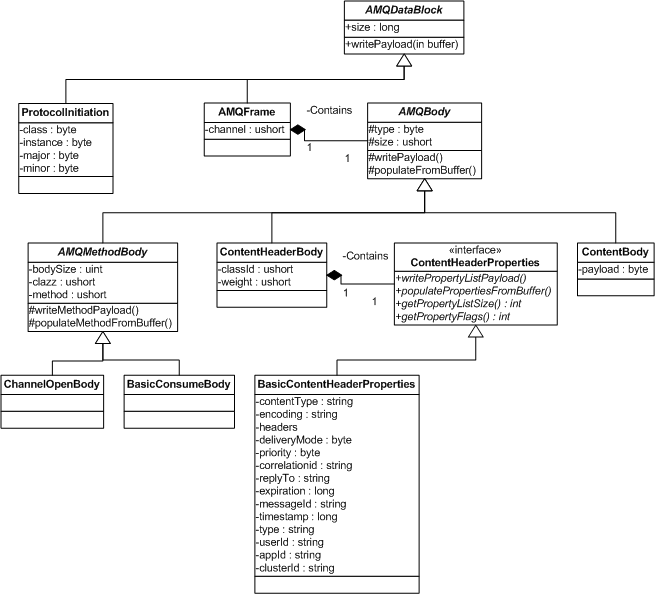 AMQDataBlock
+size : long
+writePayload(in buffer)
ProtocolInitiation
-class : byte
-instance : byte
-major : byte
-minor : byte
AMQFrame
-channel : ushort
-Contains
1
1
AMQBody
#type : byte
#size : ushort
#writePayload()
#populateFromBuffer()
AMQMethodBody
-bodySize : uint
-clazz : ushort
-method : ushort
#writeMethodPayload()
#populateMethodFromBuffer()
ContentHeaderBody
-classId : ushort
-weight : ushort
-Contains
1
1
«interface»
ContentHeaderProperties
+writePropertyListPayload()
+populatePropertiesFromBuffer()
+getPropertyListSize() : int
+getPropertyFlags() : int
ContentBody
-payload : byte
ChannelOpenBody
BasicConsumeBody
BasicContentHeaderProperties
-contentType : string
-encoding : string
-headers
-deliveryMode : byte
-priority : byte
-correlationid : string
-replyTo : string
-expiration : long
-messageId : string
-timestamp : long
-type : string
-userId : string
-appId : string
-clusterId : string